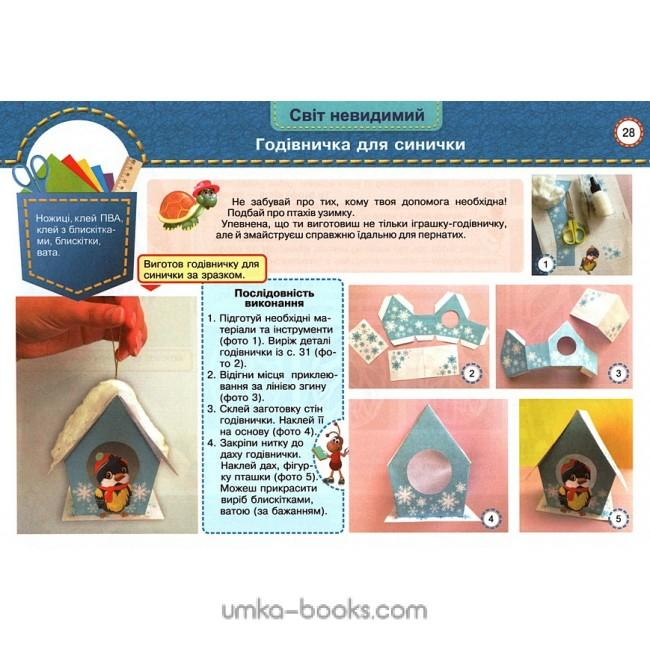 Світ невидимий
Годівничка для синички
28
Ножиці, клей ПВА,
клей з блискітка-
ми, блискітки,
вата.
Не забувай про тих, кому твоя допомога необхідна!
Подбай про птахів узимку.
Упевнена, що ти виготовиш не тільки іграшку-годівничку,
але й змайструєш справжню їдальню для пернатих.
1
Виготов годівничку для
синички за зразком.
Послідовність
виконання
1. Підготуй необхідні ма-
теріали та інструменти
(фото 1). Виріж деталі
годівнички із с. 31 (фо-
то 2).
2. Відігни місця приклею-
вання за лінією згину
(фото 3).
3. Склей заготовку стін
годівнички. Наклей її
на основу (фото 4).
4. Закріпи нитку до
даху годівнички.
Наклей дах, фігур-
ку пташки (фото 5).
Можеш прикрасити
виріб блискітками,
ватою (за бажанням).
2
3
4
5
umka-books.com